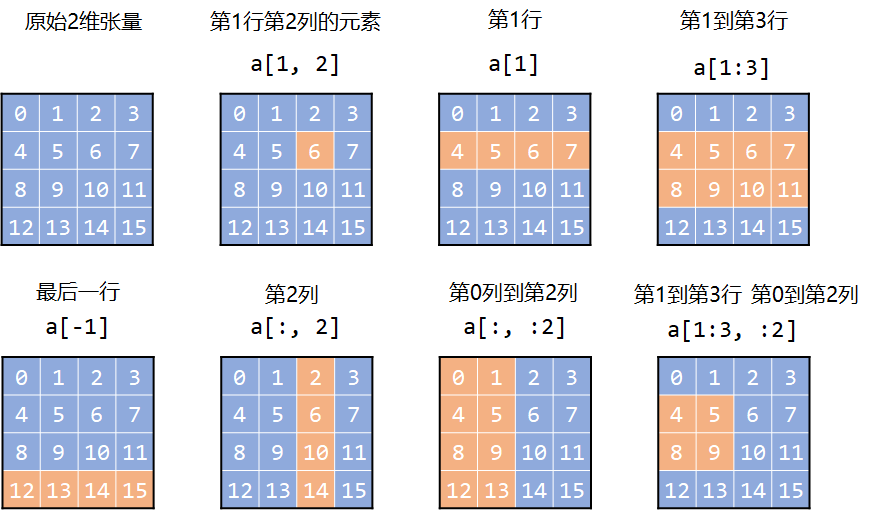 原始2维张量
第1行第2列的元素
a[1, 2]
第1行
a[1]
第1到第3行
a[1:3]
0 1 2 3
4 5 6 7
8 9 10 11
12 13 14 15
0 1 2 3
4 5 6 7
8 9 10 11
12 13 14 15
0 1 2 3
4 5 6 7
8 9 10 11
12 13 14 15
0 1 2 3
4 5 6 7
8 9 10 11
12 13 14 15
最后一行
a[-1]
第2列
a[:, 2]
第0列到第2列
a[:, :2]
第1到第3行 第0到第2列
a[1:3, :2]
0 1 2 3
4 5 6 7
8 9 10 11
12 13 14 15
0 1 2 3
4 5 6 7
8 9 10 11
12 13 14 15
0 1 2 3
4 5 6 7
8 9 10 11
12 13 14 15
0 1 2 3
4 5 6 7
8 9 10 11
12 13 14 15